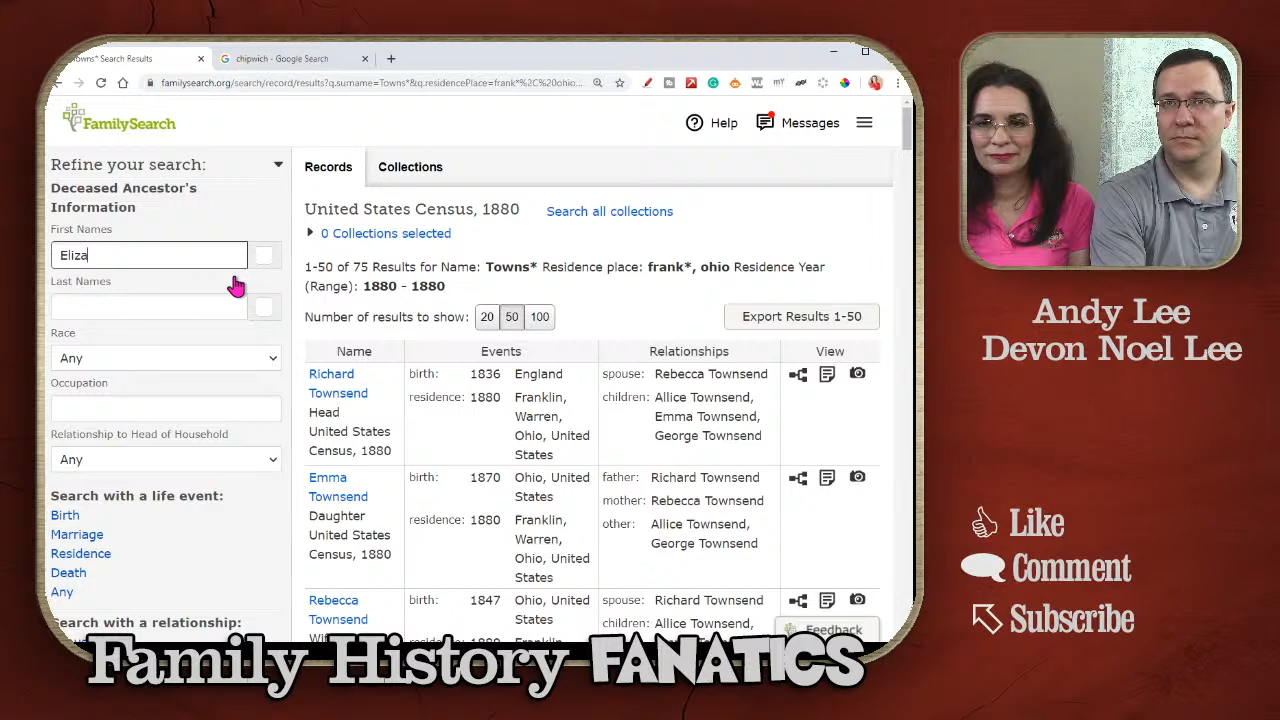 Towns* Search Results
chipwich - Google Search
familysearch.org/search/record/results?q.surname=Towns*&q.residencePlace=frank*%2C%20ohio...
FamilySearch
Help
Messages
Refine your search:
Deceased Ancestor's
Information
First Names
Eliza
Last Names
Race
Any
Occupation
Relationship to Head of Household
Any
Search with a life event:
Birth
Marriage
Residence
Death
Any
Search with a relationship:
Records
Collections
United States Census, 1880
Search all collections
0 Collections selected
1-50 of 75 Results for Name: Towns* Residence place: frank*, ohio Residence Year
(Range): 1880 - 1880
Number of results to show: 20 50 100
Export Results 1-50
Name Events Relationships View
Richard
Townsend
Head
United States
Census, 1880
birth: 1836 England
residence: 1880 Franklin,
Warren,
Ohio, United
States
spouse: Rebecca Townsend
children: Allice Townsend,
Emma Townsend,
George Townsend
Emma
Townsend
Daughter
United States
Census, 1880
birth: 1870 Ohio, United
States
residence: 1880 Franklin,
Warren,
Ohio, United
States
father: Richard Townsend
mother: Rebecca Townsend
other: Allice Townsend,
George Townsend
Rebecca
Townsend
birth: 1847 Ohio, United
States
spouse: Richard Townsend
children: Allice Townsend,
Feedback
Family History FANATICS
Andy Lee
Devon Noel Lee
Like
Comment
Subscribe